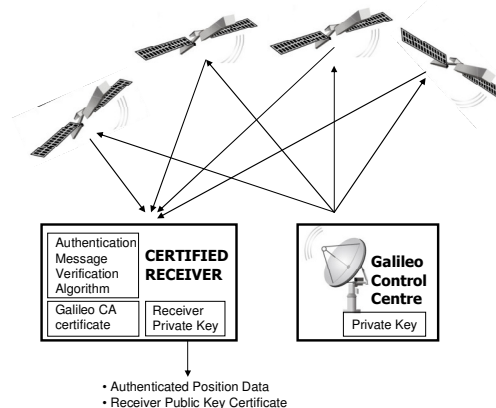 Authentication
Message
Verification
Algorithm
CERTIFIED
RECEIVER
Galileo CA
certificate
Receiver
Private Key
Galileo
Control
Centre
Private Key
• Authenticated Position Data
• Receiver Public Key Certificate